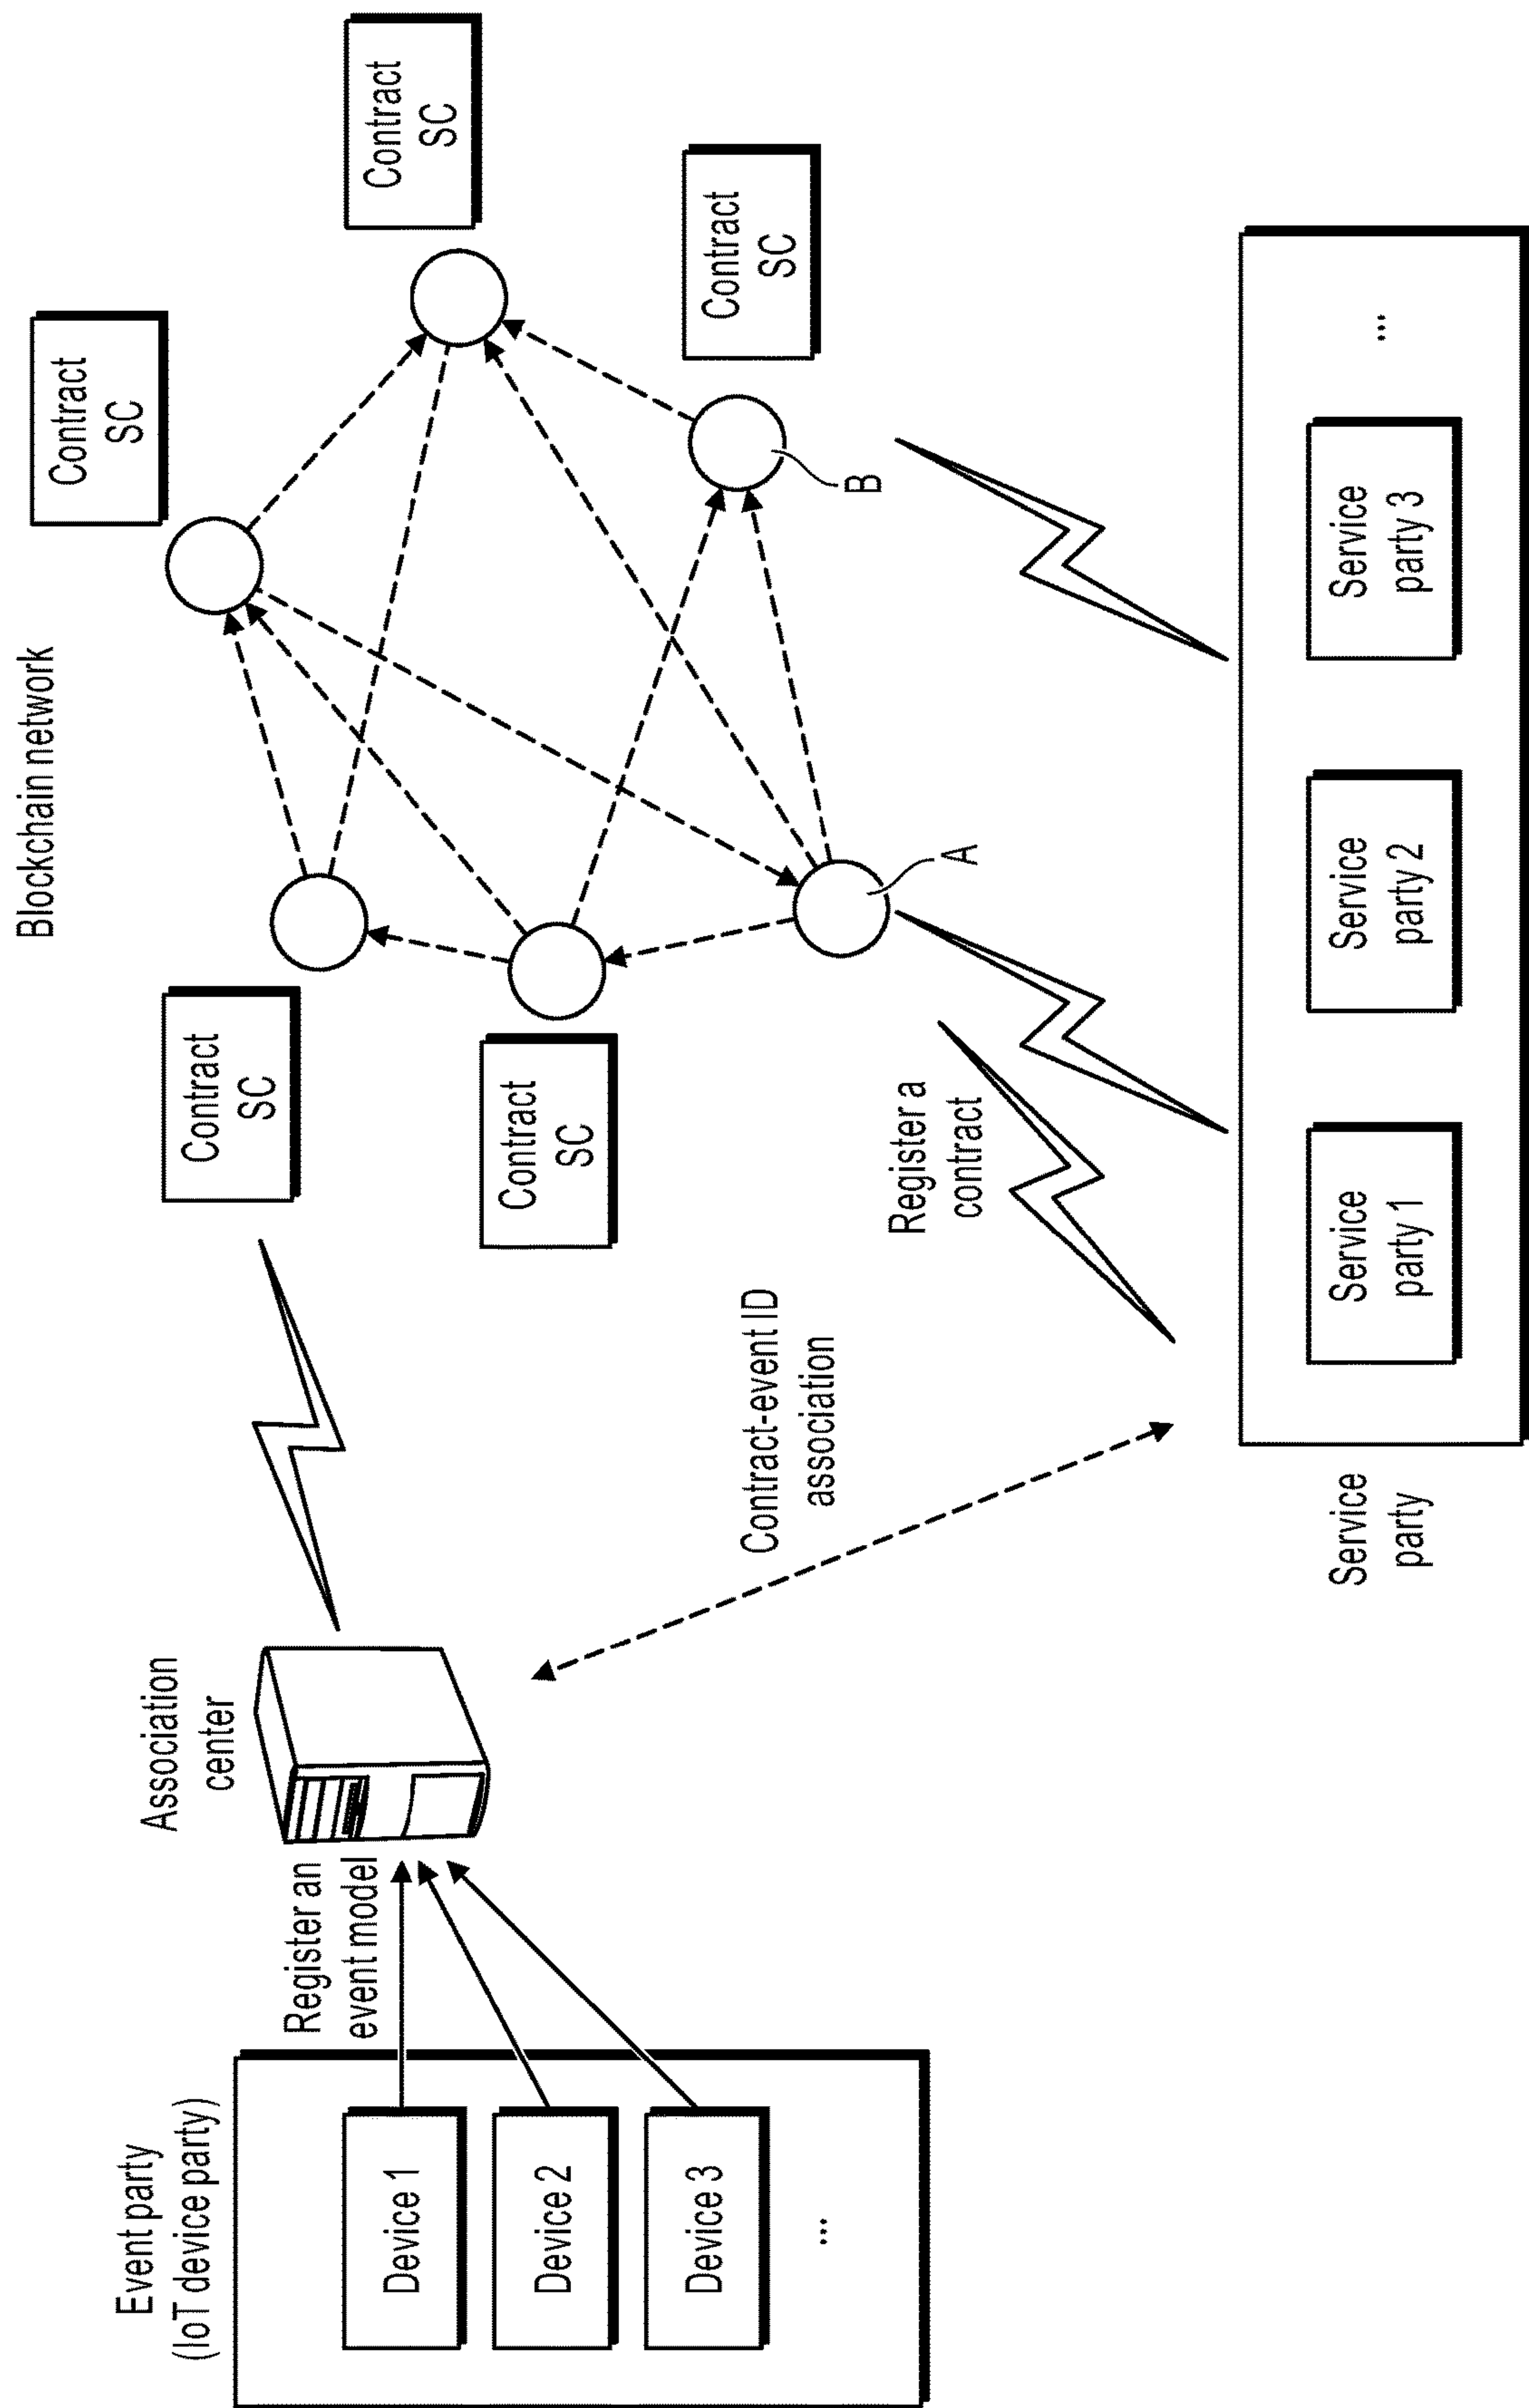 Blockchain network
Event party
(IoT device party)
Device 1
Device 2
Device 3
...
Register an
event model
Association
center
Contract
SC
Contract
SC
Contract
SC
Contract
SC
Contract
SC
A
B
Contract-event ID
association
Register a
contract
Service
party
Service
party 1
Service
party 2
Service
party 3
...